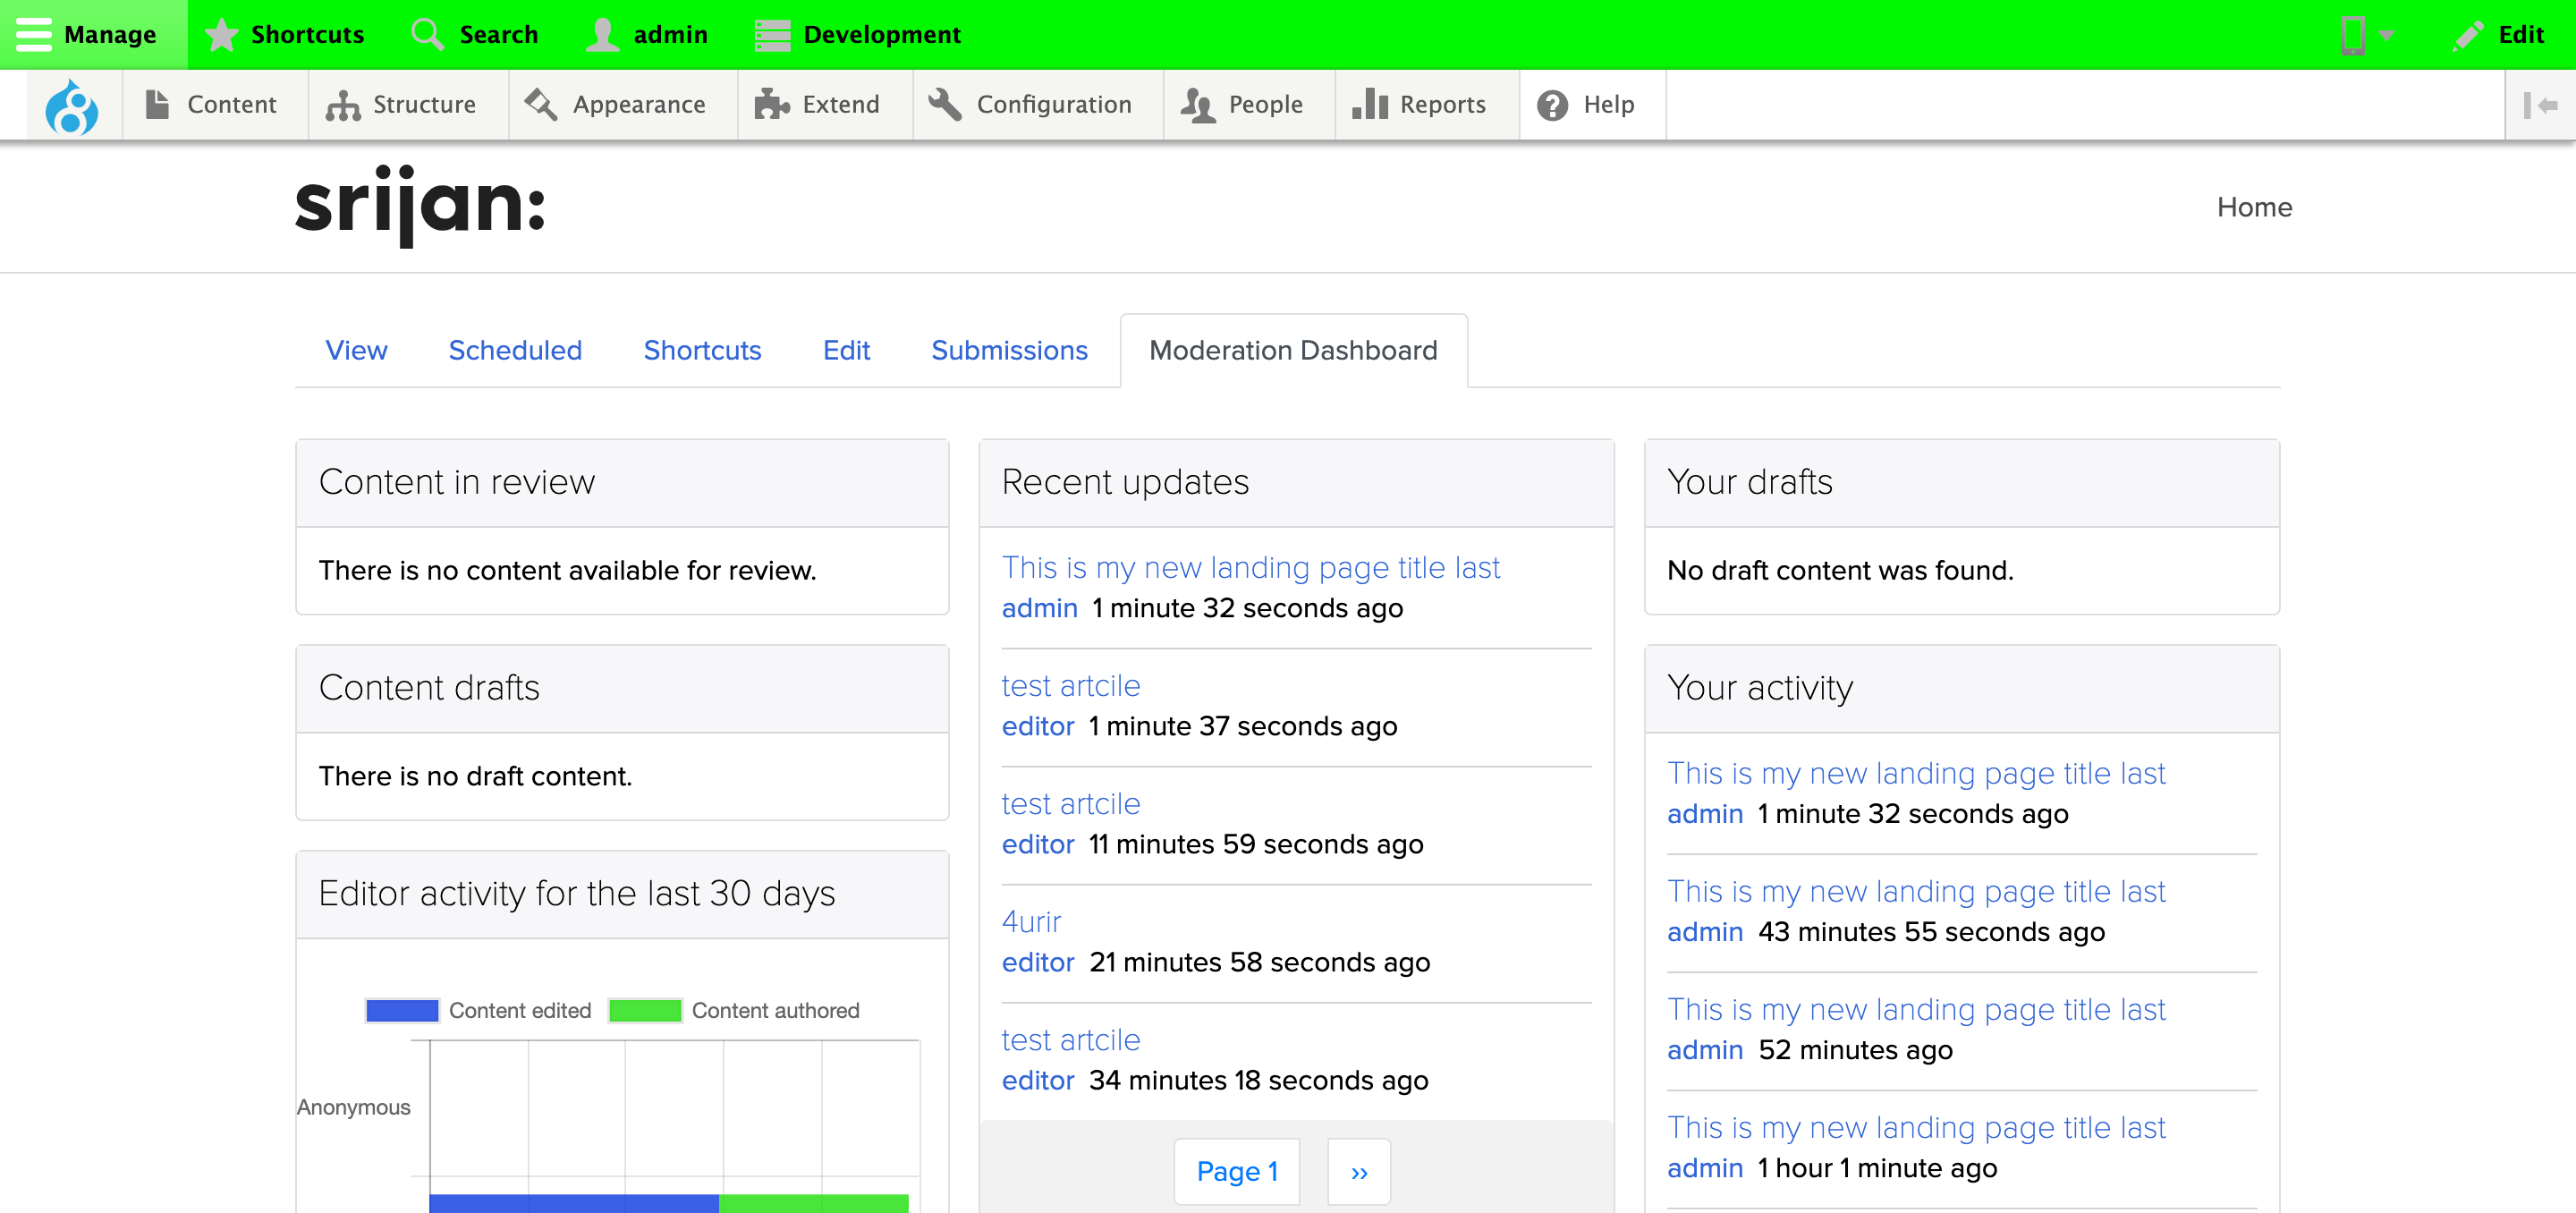 Manage Shortcuts Search admin Development Edit
Content Structure Appearance Extend Configuration People Reports Help
srijan:
Home
View Scheduled Shortcuts Edit Submissions Moderation Dashboard
Content in review
There is no content available for review.
Content drafts
There is no draft content.
Editor activity for the last 30 days
Content edited Content authored
Anonymous
Recent updates
This is my new landing page title last
admin 1 minute 32 seconds ago
test artcile
editor 1 minute 37 seconds ago
test artcile
editor 11 minutes 59 seconds ago
4urir
editor 21 minutes 58 seconds ago
test artcile
editor 34 minutes 18 seconds ago
Page 1 ››
Your drafts
No draft content was found.
Your activity
This is my new landing page title last
admin 1 minute 32 seconds ago
This is my new landing page title last
admin 43 minutes 55 seconds ago
This is my new landing page title last
admin 52 minutes ago
This is my new landing page title last
admin 1 hour 1 minute ago